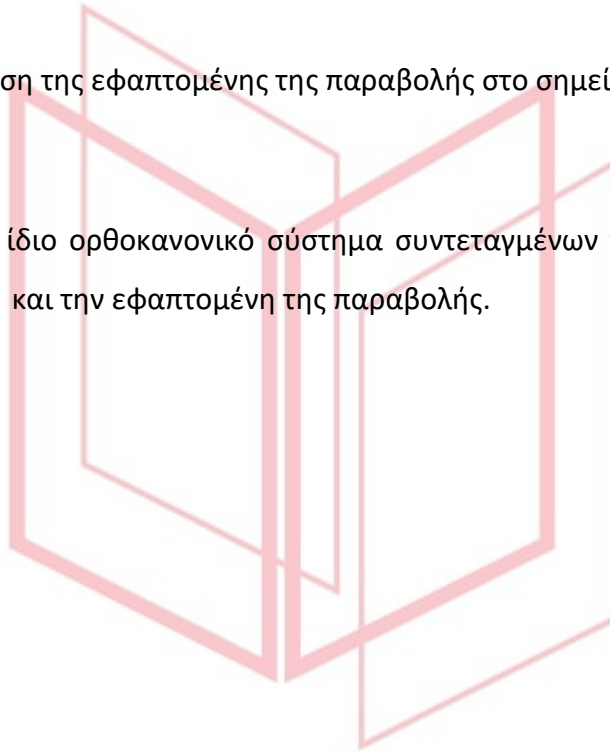 ση της εφαπτομένης της παραβολής στο σημεί
ίδιο ορθοκανονικό σύστημα συντεταγμένων
και την εφαπτομένη της παραβολής.